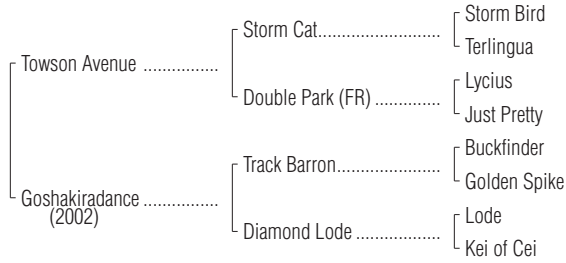 Storm Bird
Storm Cat
Terlingua
Towson Avenue
Lycius
Double Park (FR)
Just Pretty
Buckfinder
Track Barron
Golden Spike
Goshakiradance
(2002)
Lode
Diamond Lode
Kei of Cei